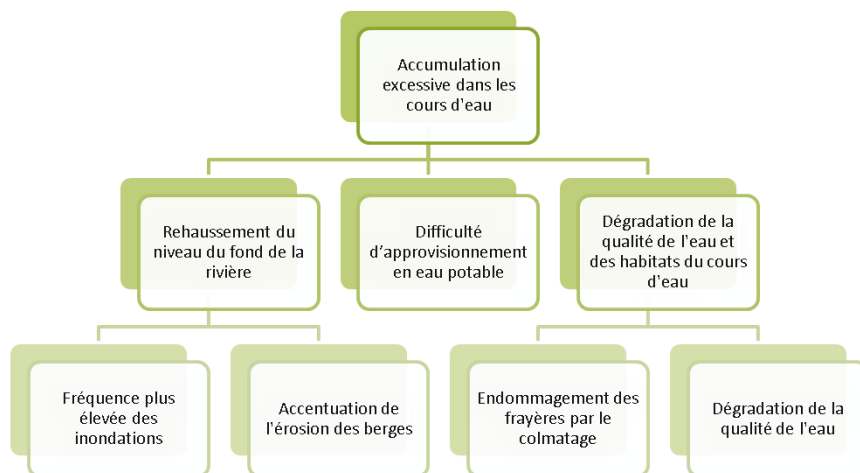 Accumulation
excessive dans les
cours d'eau
Rehaussement du
niveau du fond de la
rivière
Difficulté
d'approvisionnement
en eau potable
Dégradation de la
qualité de l'eau et
des habitats du cours
d'eau
Fréquence plus
élevée des
inondations
Accentuation de
l'érosion des berges
Endommagement des
frayères par le
colmatage
Dégradation de la
qualité de l'eau